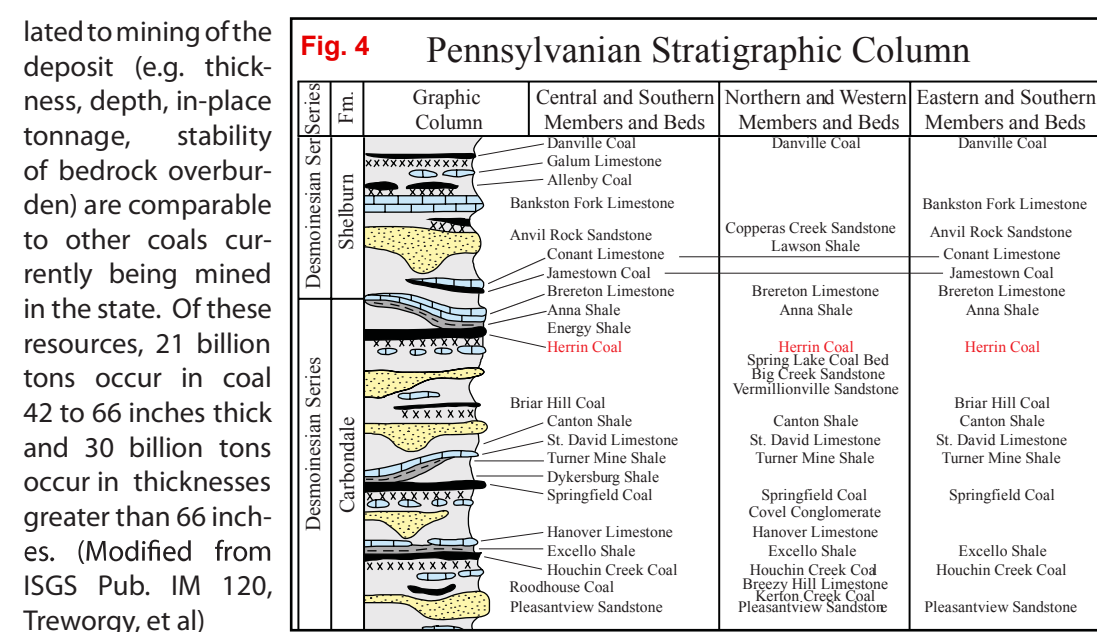 lated to mining of the
deposit (e.g. thick-
ness, depth, in-place
tonnage, stability
of bedrock overbur-
den) are comparable
to other coals cur-
rently being mined
in the state. Of these
resources, 21 billion
tons occur in coal
42 to 66 inches thick
and 30 billion tons
occur in thicknesses
greater than 66 inch-
es. (Modified from
ISGS Pub. IM 120,
Treworgy, et al)
Fig. 4
Pennsylvanian Stratigraphic Column
Series
Fm.
Graphic
Column
Central and Southern
Members and Beds
Northern and Western
Members and Beds
Eastern and Southern
Members and Beds
Desmoinesian Series
Shelburn
Desmoinesian Series
Carbondale
Danville Coal
Galum Limestone
Allenby Coal
Bankston Fork Limestone
Anvil Rock Sandstone
Conant Limestone
Jamestown Coal
Brereton Limestone
Anna Shale
Energy Shale
Herrin Coal
Briar Hill Coal
Canton Shale
St. David Limestone
Turner Mine Shale
Dykersburg Shale
Springfield Coal
Hanover Limestone
Excello Shale
Houchin Creek Coal
Roodhouse Coal
Pleasantview Sandstone
Danville Coal
Copperas Creek Sandstone
Lawson Shale
Brereton Limestone
Anna Shale
Herrin Coal
Spring Lake Coal Bed
Big Creek Sandstone
Vermillionville Sandstone
Canton Shale
St. David Limestone
Turner Mine Shale
Springfield Coal
Covel Conglomerate
Hanover Limestone
Excello Shale
Houchin Creek Coal
Breezy Hill Limestone
Kerton Creek Coal
Pleasantview Sandstone
Danville Coal
Bankston Fork Limestone
Anvil Rock Sandstone
Conant Limestone
Jamestown Coal
Brereton Limestone
Anna Shale
Herrin Coal
Briar Hill Coal
Canton Shale
St. David Limestone
Turner Mine Shale
Springfield Coal
Excello Shale
Houchin Creek Coal
Pleasantview Sandstone